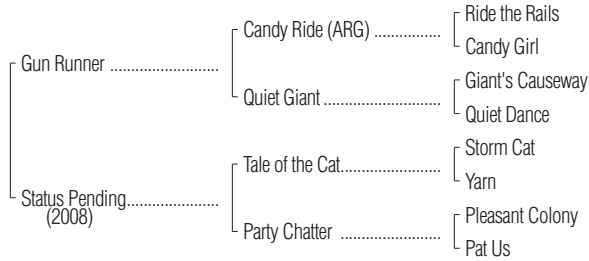 Ride the Rails
Candy Ride (ARG) ................
Candy Girl
Gun Runner ..........................
Giant's Causeway
Quiet Giant ............................
Quiet Dance
Storm Cat
Tale of the Cat........................
Yarn
Status Pending......................
(2008)
Pleasant Colony
Party Chatter ........................
Pat Us